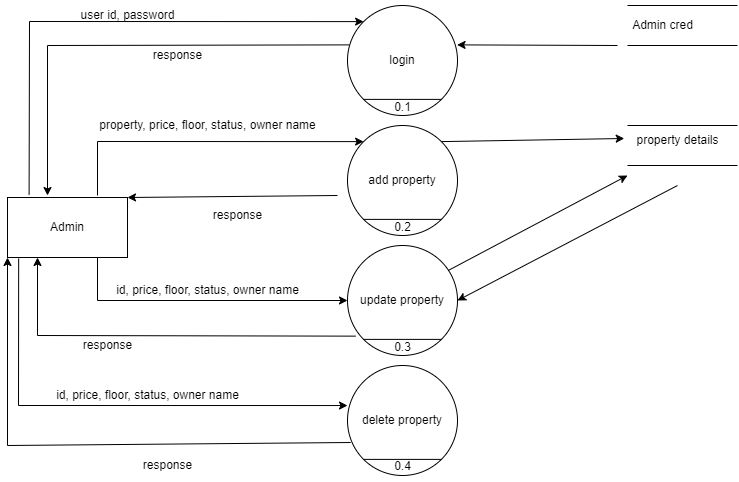 user id, password
Admin cred
response
login
0.1
property, price, floor, status, owner name
property details
add property
response
0.2
Admin
id, price, floor, status, owner name
update property
response
0.3
id, price, floor, status, owner name
delete property
response
0.4